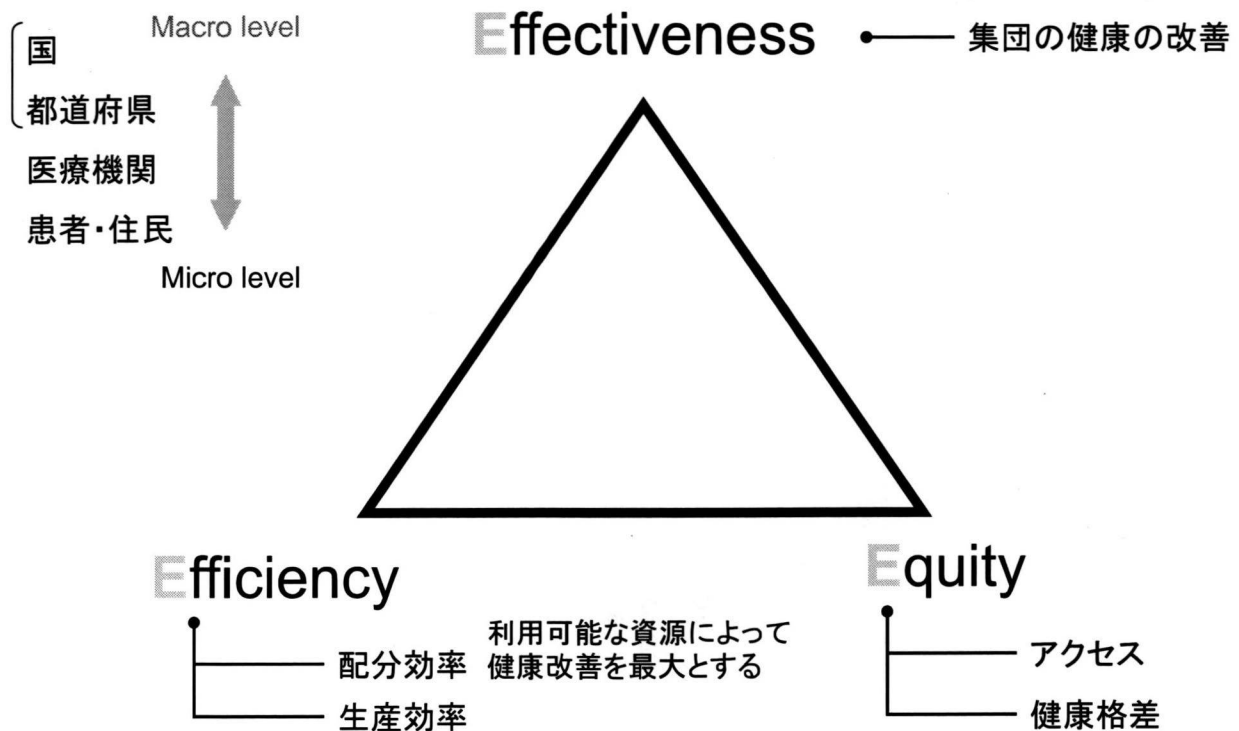 Macro level
国
都道府県
医療機関
患者・住民
Micro level
Effectiveness
集団の健康の改善
Efficiency
配分効率
利用可能な資源によって
健康改善を最大とする
生産効率
Equity
アクセス
健康格差